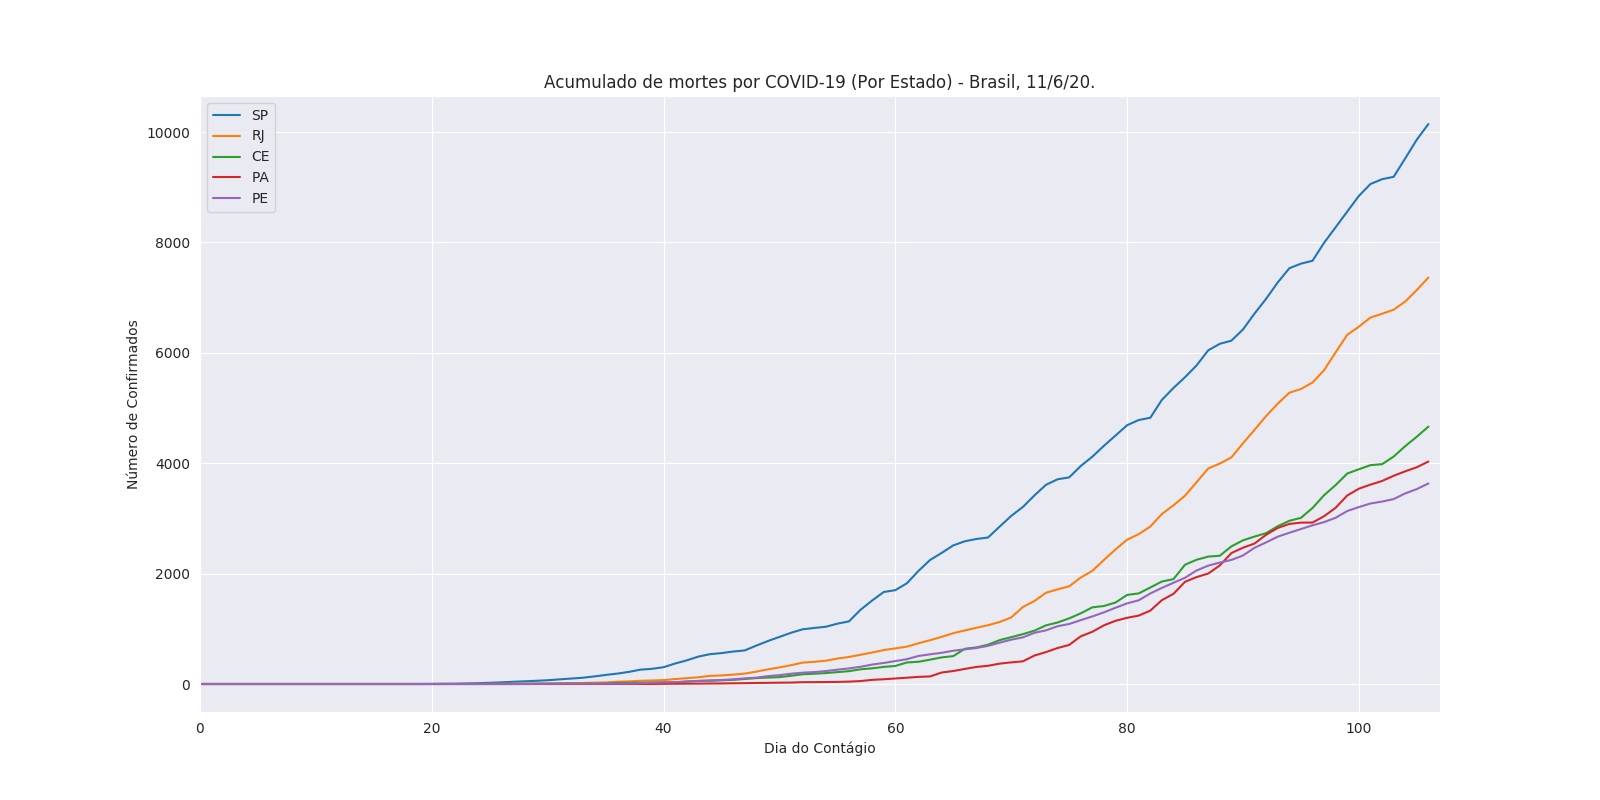 Acumulado de mortes por COVID-19 (Por Estado) - Brasil, 11/6/20.
SP
RJ
CE
PA
PE
10000
8000
6000
4000
2000
0
Número de Confirmados
0 20 40 60 80 100
Dia do Contágio